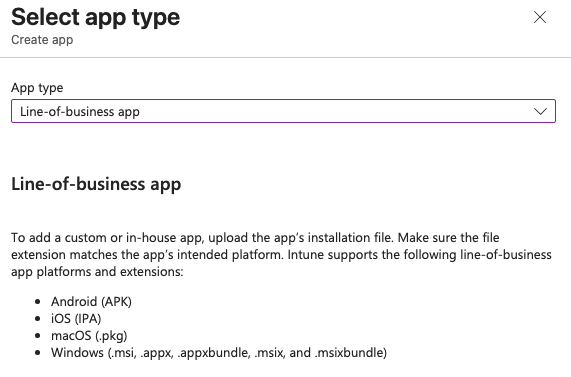 Select app type
Create app
App type
Line-of-business app
Line-of-business app
To add a custom or in-house app, upload the app's installation file. Make sure the file
extension matches the app's intended platform. Intune supports the following line-of-business
app platforms and extensions:
• Android (APK)
• iOS (IPA)
• macOS (.pkg)
• Windows (.msi, .appx, .appxbundle, .msix, and .msixbundle)